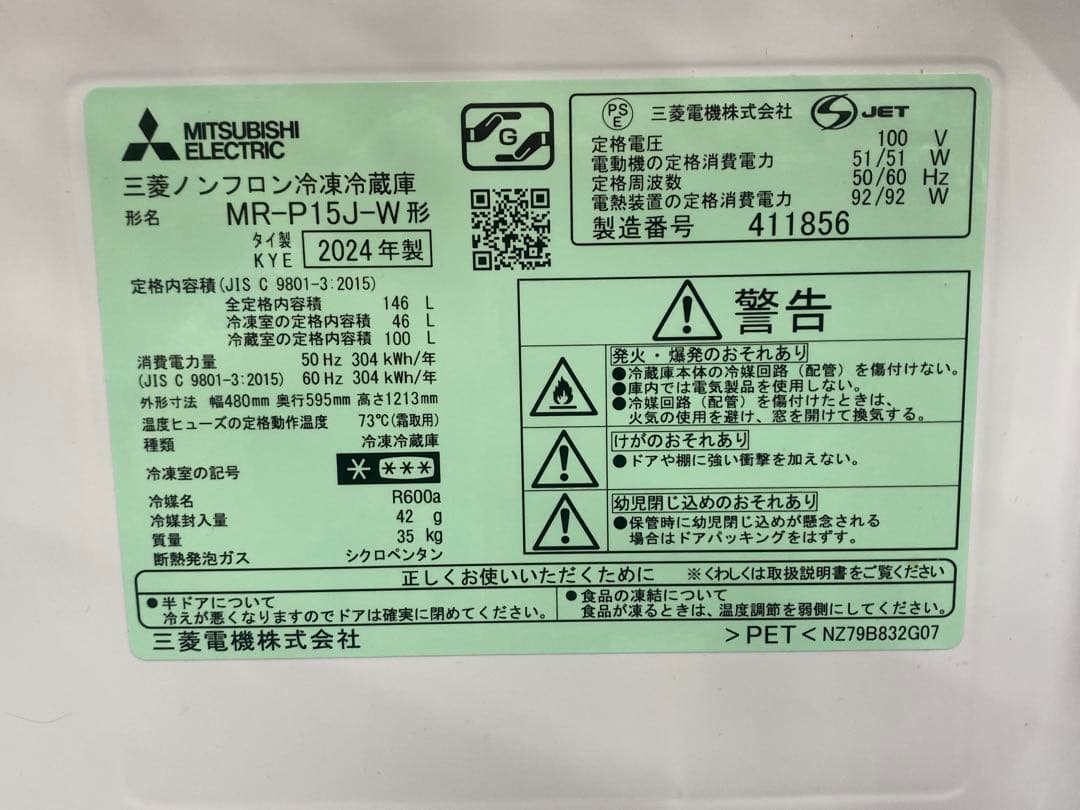 MITSUBISHI
ELECTRIC
三菱ノンフロン冷凍冷蔵庫
形名 MR-P15J-W形
タイ製
KYE 2024年製
G
定格内容積(JIS C 9801-3:2015)
全定格内容積 146 L
冷凍室の定格内容積 46 L
冷蔵室の定格内容積 100 L
消費電力量 50 Hz 304 kWh/年
(JIS C 9801-3:2015) 60 Hz 304 kWh/年
外形寸法 幅480mm 奥行595mm 高さ1213mm
温度ヒューズの定格動作温度 73℃(霜取用)
種類 冷凍冷蔵庫
冷凍室の記号 * ***
冷媒名 R600a
冷媒封入量 42 g
質量 35 kg
断熱発泡ガス シクロペンタン
PS
E 三菱電機株式会社 JET
定格電圧 100 V
電動機の定格消費電力 51/51 W
定格周波数 50/60 Hz
電熱装置の定格消費電力 92/92 W
製造番号 411856
警告
発火・爆発のおそれあり
●冷蔵庫本体の冷媒回路(配管)を傷付けない。
●庫内では電気製品を使用しない。
●冷媒回路(配管)を傷付けたときは、
火気の使用を避け、窓を開けて換気する。
けがのおそれあり
●ドアや棚に強い衝撃を加えない。
幼児閉じ込めのおそれあり
●保管時に幼児閉じ込めが懸念される
場合はドアパッキングをはずす。
正しくお使いいただくために ※くわしくは取扱説明書をご覧ください
●半ドアについて
冷えが悪くなりますのでドアは確実に閉めてください。
●食品の凍結について
食品が凍るときは、温度調節を弱側にしてください。
三菱電機株式会社
>PET< NZ79B832G07